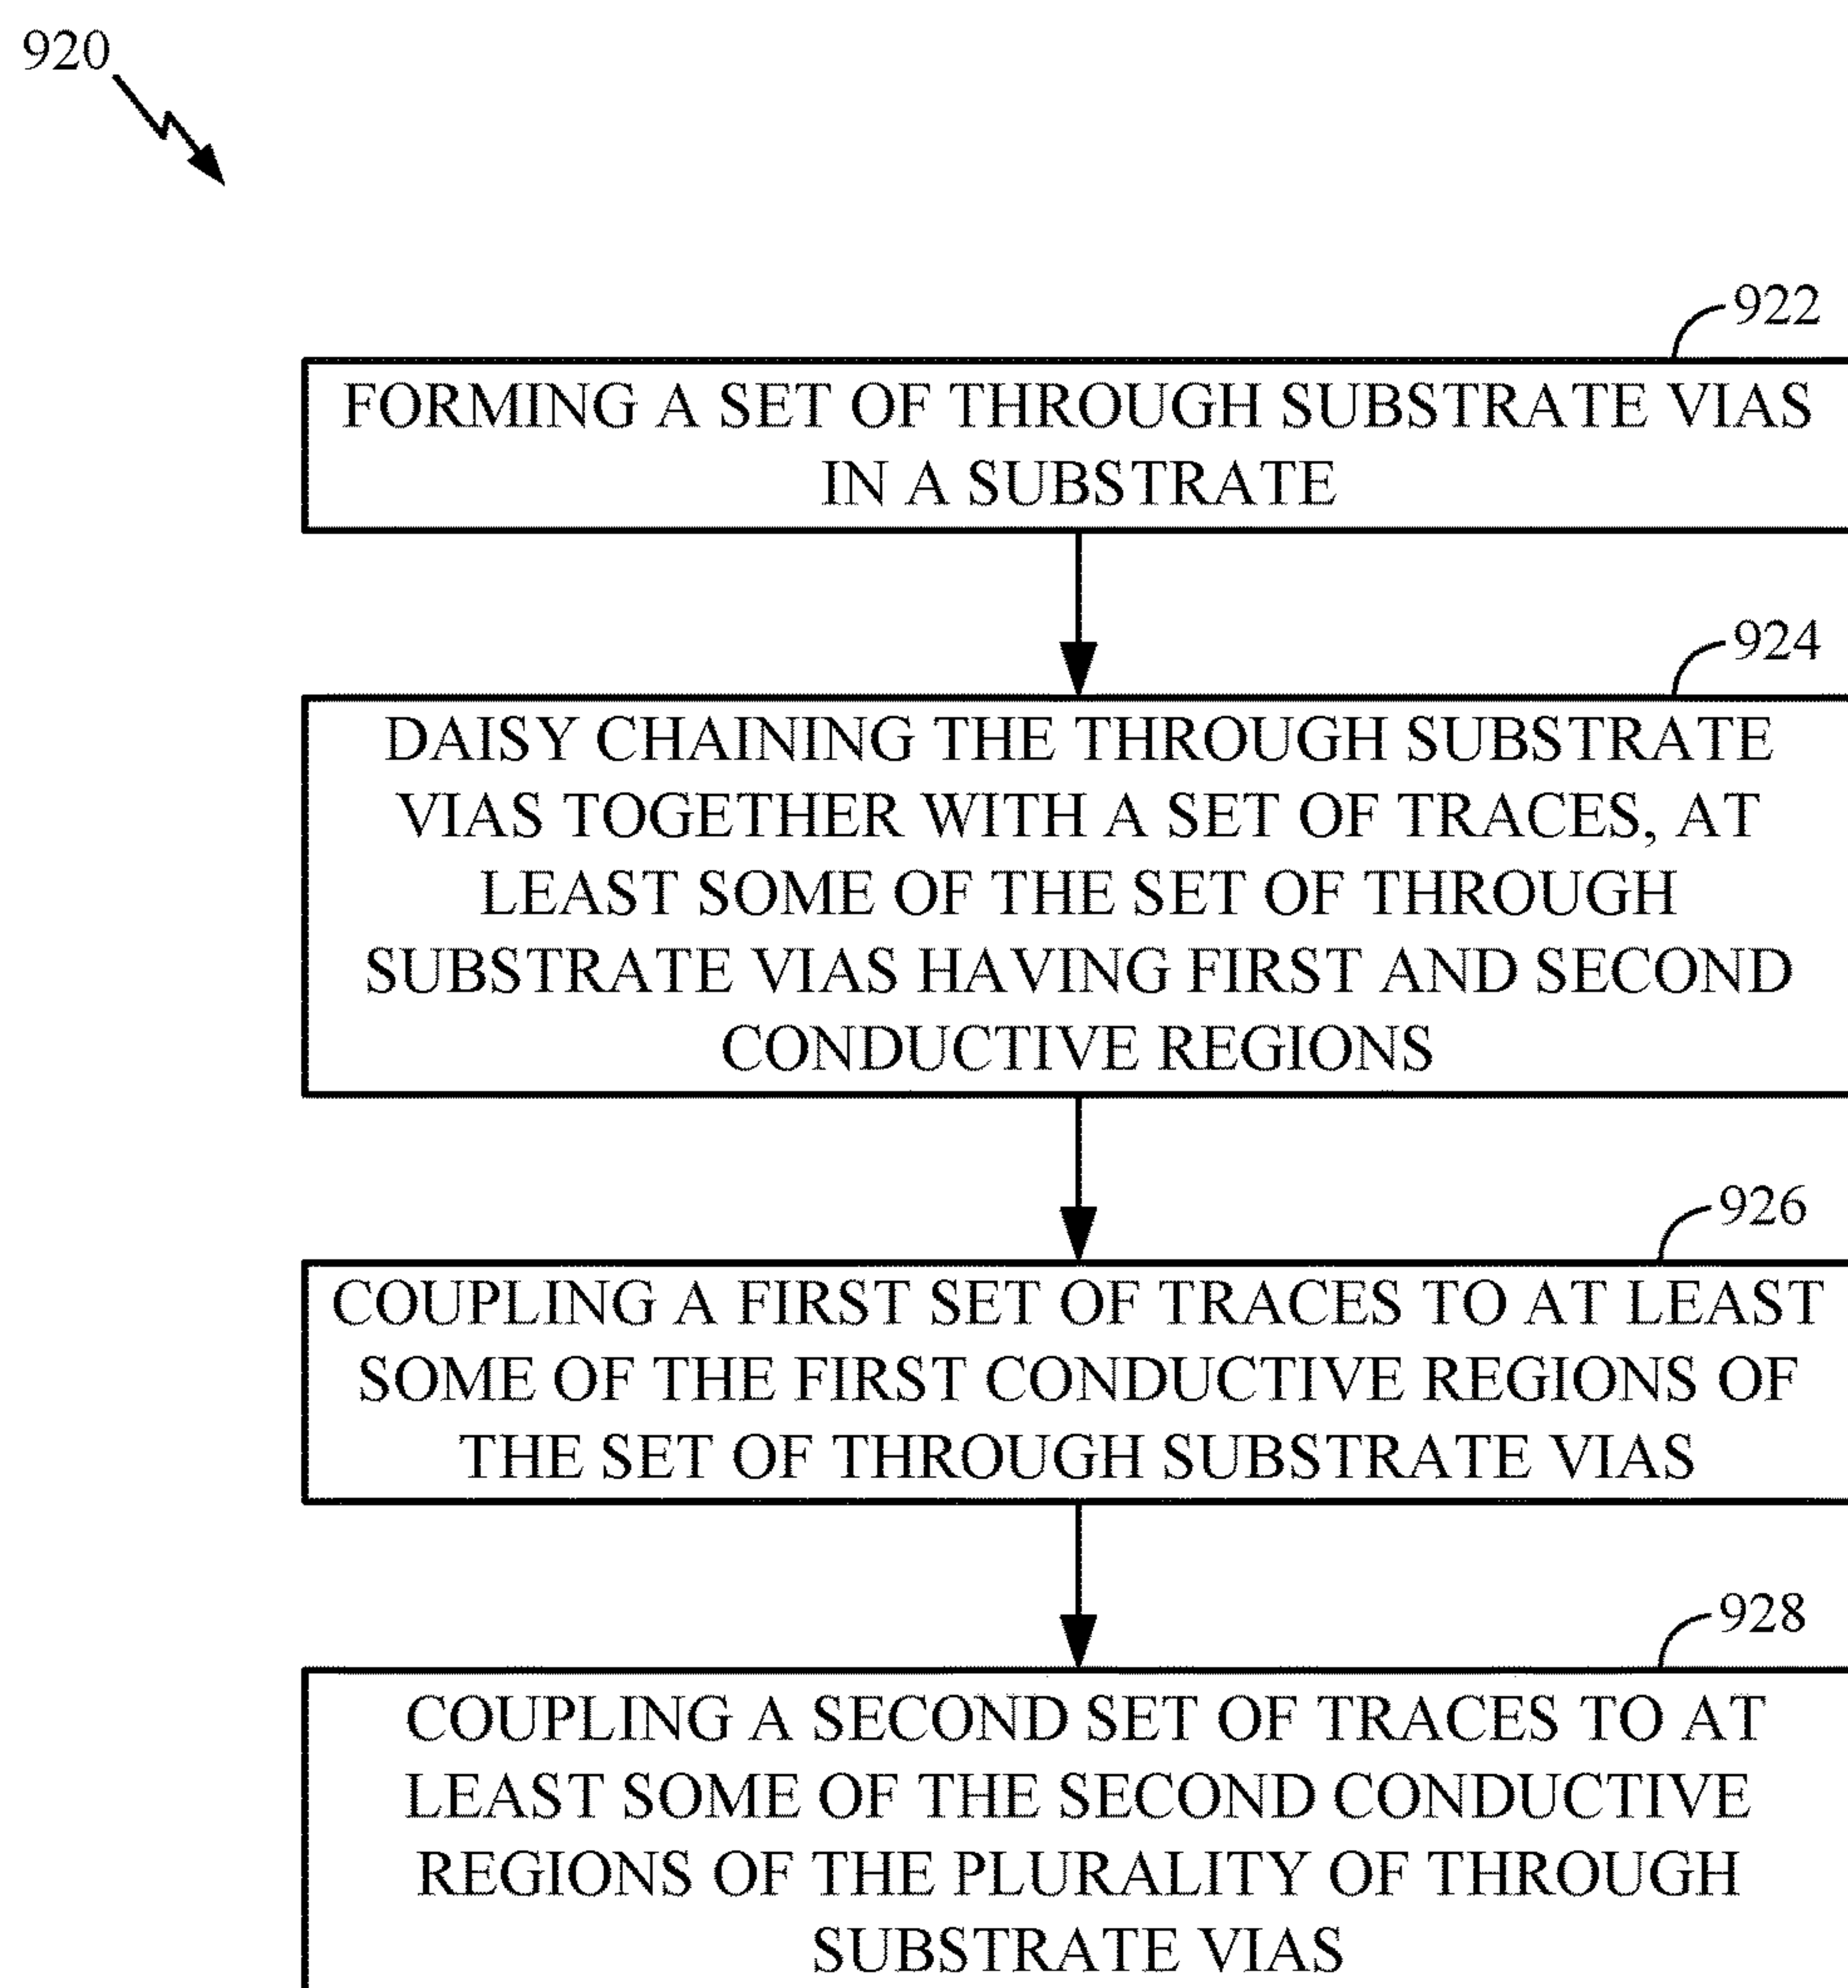 920
922
FORMING A SET OF THROUGH SUBSTRATE VIAS
IN A SUBSTRATE
924
DAISY CHAINING THE THROUGH SUBSTRATE
VIAS TOGETHER WITH A SET OF TRACES, AT
LEAST SOME OF THE SET OF THROUGH
SUBSTRATE VIAS HAVING FIRST AND SECOND
CONDUCTIVE REGIONS
926
COUPLING A FIRST SET OF TRACES TO AT LEAST
SOME OF THE FIRST CONDUCTIVE REGIONS OF
THE SET OF THROUGH SUBSTRATE VIAS
928
COUPLING A SECOND SET OF TRACES TO AT
LEAST SOME OF THE SECOND CONDUCTIVE
REGIONS OF THE PLURALITY OF THROUGH
SUBSTRATE VIAS